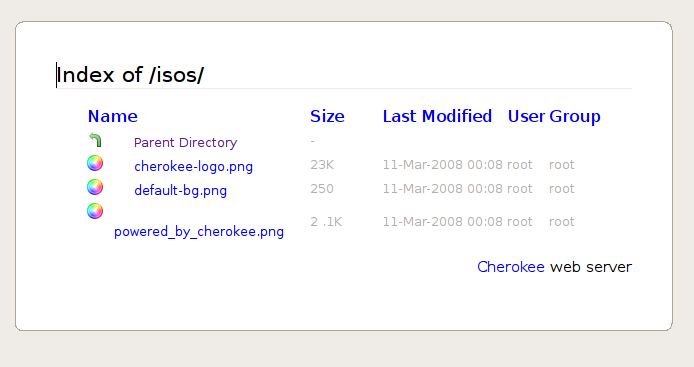 Index of /isos/
Name Size Last Modified User Group
Parent Directory -
cherokee-logo.png 23K 11-Mar-2008 00:08 root root
default-bg.png 250 11-Mar-2008 00:08 root root
powered_by_cherokee.png 2 .1K 11-Mar-2008 00:08 root root
Cherokee web server